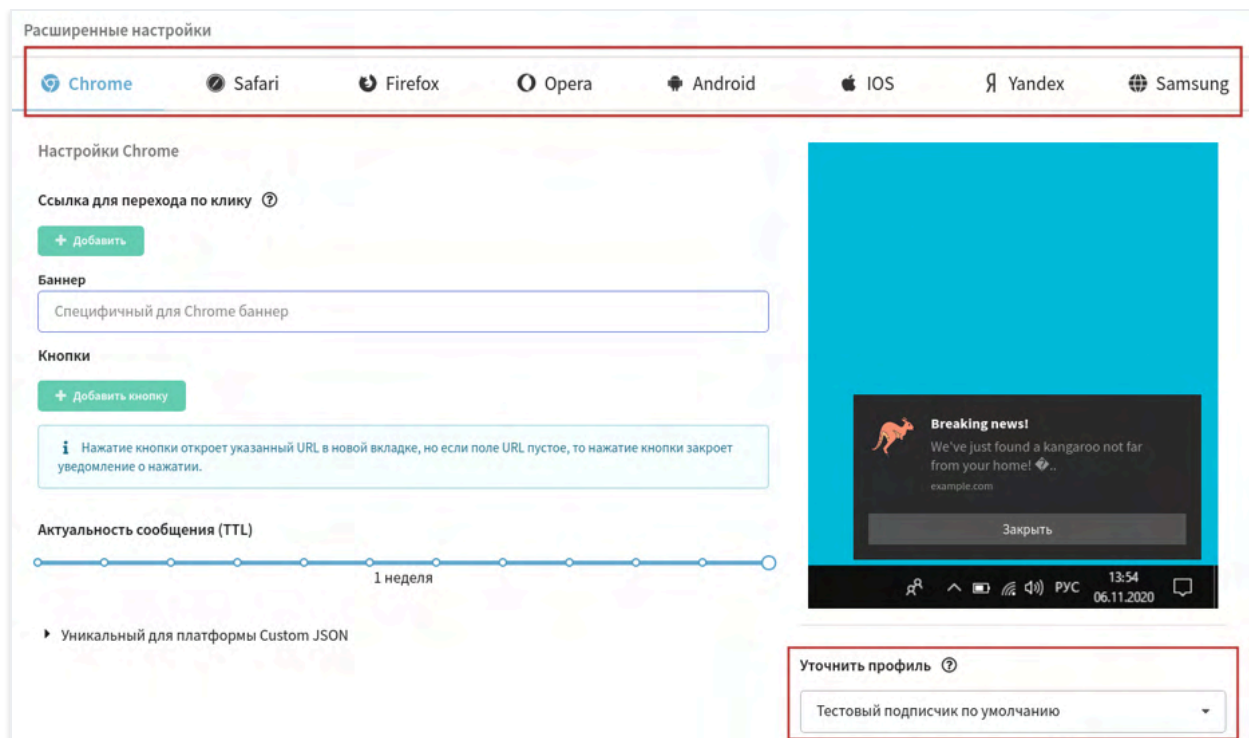 Расширенные настройки
Chrome Safari Firefox Opera Android IOS Yandex Samsung
Настройки Chrome
Ссылка для перехода по клику
+ Добавить
Баннер
Специфичный для Chrome баннер
Кнопки
+ Добавить кнопку
Нажатие кнопки откроет указанный URL в новой вкладке, но если поле URL пустое, то нажатие кнопки закроет
уведомление о нажатии.
Актуальность сообщения (TTL)
1 неделя
Уникальный для платформы Custom JSON
Breaking news!
We've just found a kangaroo not far
from your home! �..
example.com
Закрыть
РУС 13:54
06.11.2020
Уточнить профиль
Тестовый подписчик по умолчанию